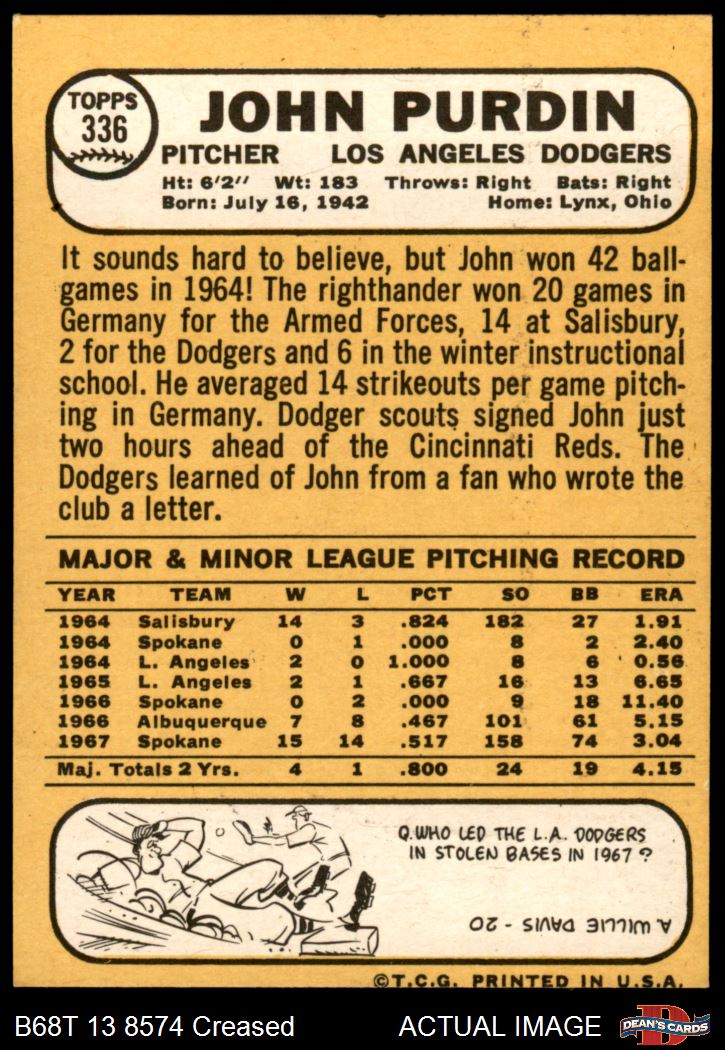 TOPPS
336
JOHN PURDIN
PITCHER LOS ANGELES DODGERS
Ht: 6'2" Wt: 183 Throws: Right Bats: Right
Born: July 16, 1942 Home: Lynx, Ohio
It sounds hard to believe, but John won 42 ball-
games in 1964! The righthander won 20 games in
Germany for the Armed Forces, 14 at Salisbury,
2 for the Dodgers and 6 in the winter instructional
school. He averaged 14 strikeouts per game pitch-
ing in Germany. Dodger scouts signed John just
two hours ahead of the Cincinnati Reds. The
Dodgers learned of John from a fan who wrote the
club a letter.
MAJOR & MINOR LEAGUE PITCHING RECORD
YEAR TEAM W L PCT SO BB ERA
1964 Salisbury 14 3 .824 182 27 1.91
1964 Spokane 0 1 .000 8 2 2.40
1964 L. Angeles 2 0 1.000 8 6 0.56
1965 L. Angeles 2 1 .667 16 13 6.65
1966 Spokane 0 2 .000 9 18 11.40
1966 Albuquerque 7 8 .467 101 61 5.15
1967 Spokane 15 14 .517 158 74 3.04
Maj. Totals 2 Yrs. 4 1 .800 24 19 4.15
Q. WHO LED THE L.A. DODGERS
IN STOLEN BASES IN 1967?
A. WILLIE DAVIS - 20
©T.C.G. PRINTED IN U.S.A.
B68T 13 8574 Creased ACTUAL IMAGE
D
DEAN'S CARDS